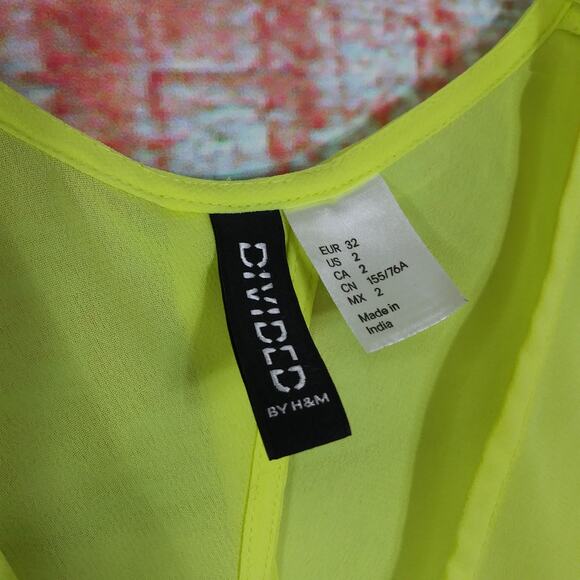 DIVIDED
BY H&M
EUR 32
US 2
CA 2
CN 155/76A
MX 2
Made in
India